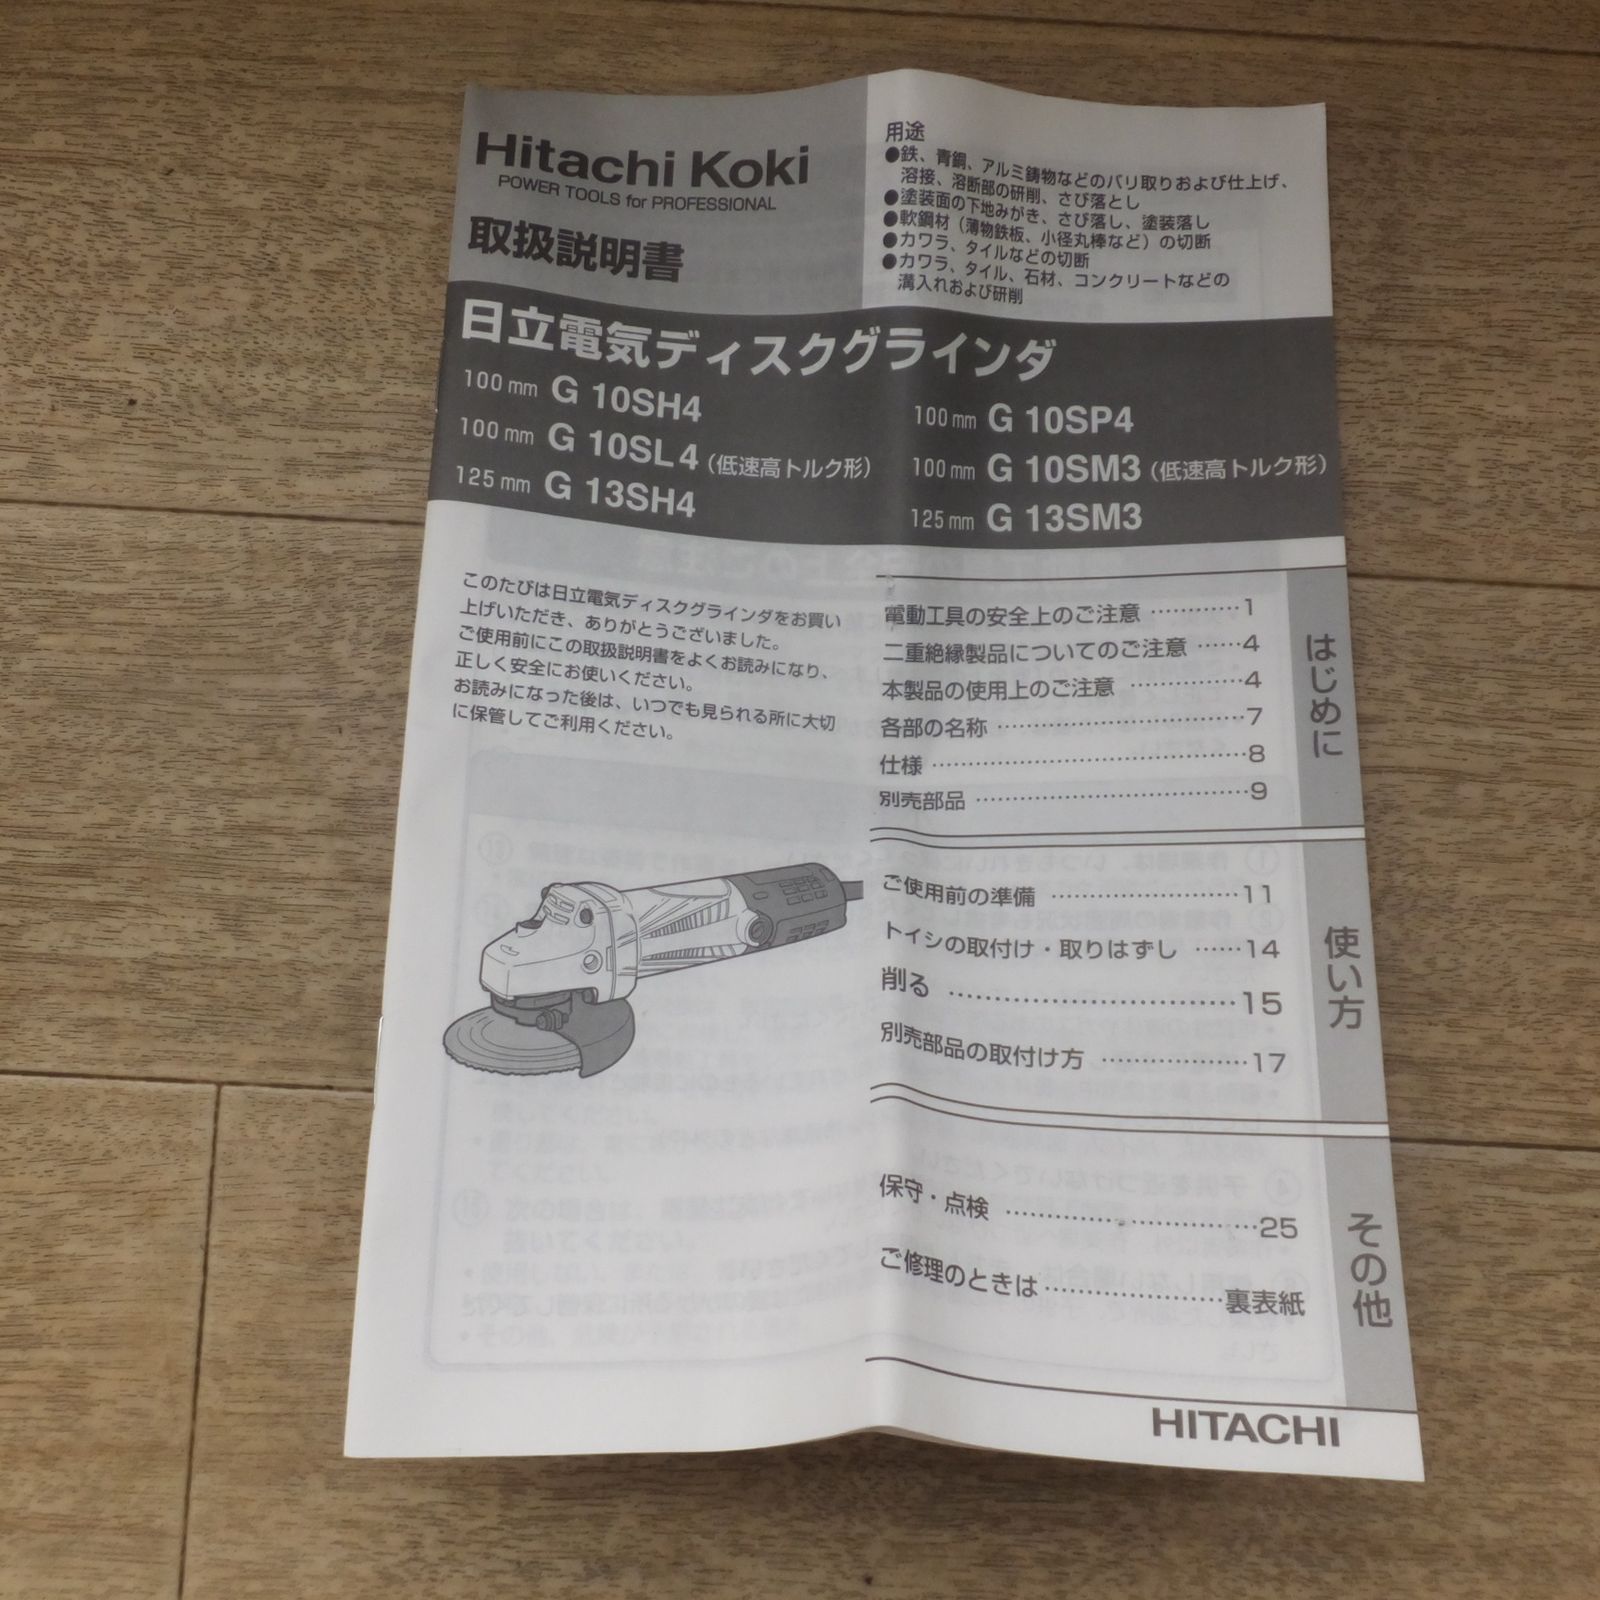 Hitachi Koki
POWER TOOLS for PROFESSIONAL
取扱説明書
用途
●鉄、青銅、アルミ鋳物などのバリ取りおよび仕上げ、
溶接、溶断部の研削、さび落とし
●塗装面の下地みがき、さび落し、塗装落し
●軟鋼材(薄物鉄板、小径丸棒など)の切断
●カワラ、タイルなどの切断
●カワラ、タイル、石材、コンクリートなどの
溝入れおよび研削
日立電気ディスクグラインダ
100 mm G 10SH4
100 mm G 10SL4(低速高トルク形)
125 mm G 13SH4
100 mm G 10SP4
100 mm G 10SM3(低速高トルク形)
125 mm G 13SM3
このたびは日立電気ディスクグラインダをお買い
上げいただき、ありがとうございました。
ご使用前にこの取扱説明書をよくお読みになり、
正しく安全にお使いください。
お読みになった後は、いつでも見られる所に大切
に保管してご利用ください。
はじめに
電動工具の安全上のご注意 …………1
二重絶縁製品についてのご注意 ……4
本製品の使用上のご注意 ……………4
各部の名称 ……………………………7
仕様 ……………………………………8
別売部品 ………………………………9
使い方
ご使用前の準備 ……………………11
トイシの取付け・取りはずし ……14
削る …………………………………15
別売部品の取付け方 ………………17
その他
保守・点検 …………………………25
ご修理のときは …………………裏表紙
HITACHI